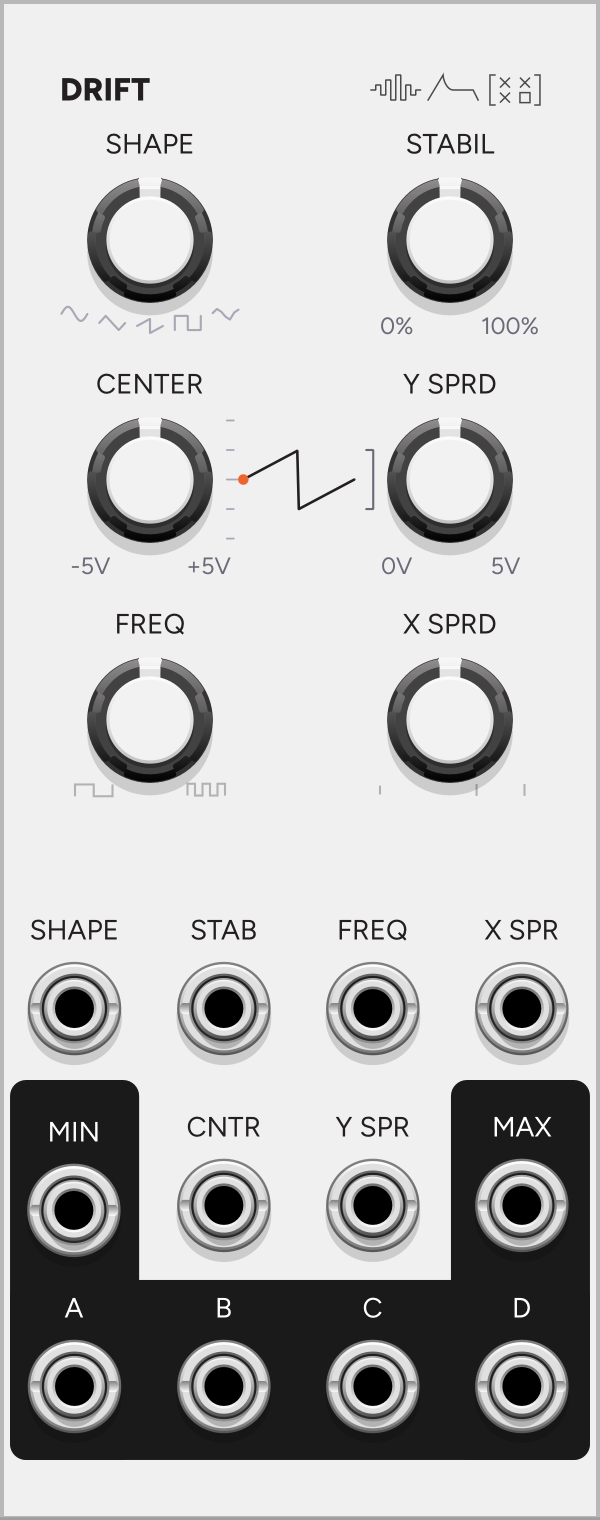 DRIFT
SHAPE STABIL
0% 100%
CENTER Y SPRD
-5V +5V 0V 5V
FREQ X SPRD
SHAPE STAB FREQ X SPR
MIN CNTR Y SPR MAX
A B C D